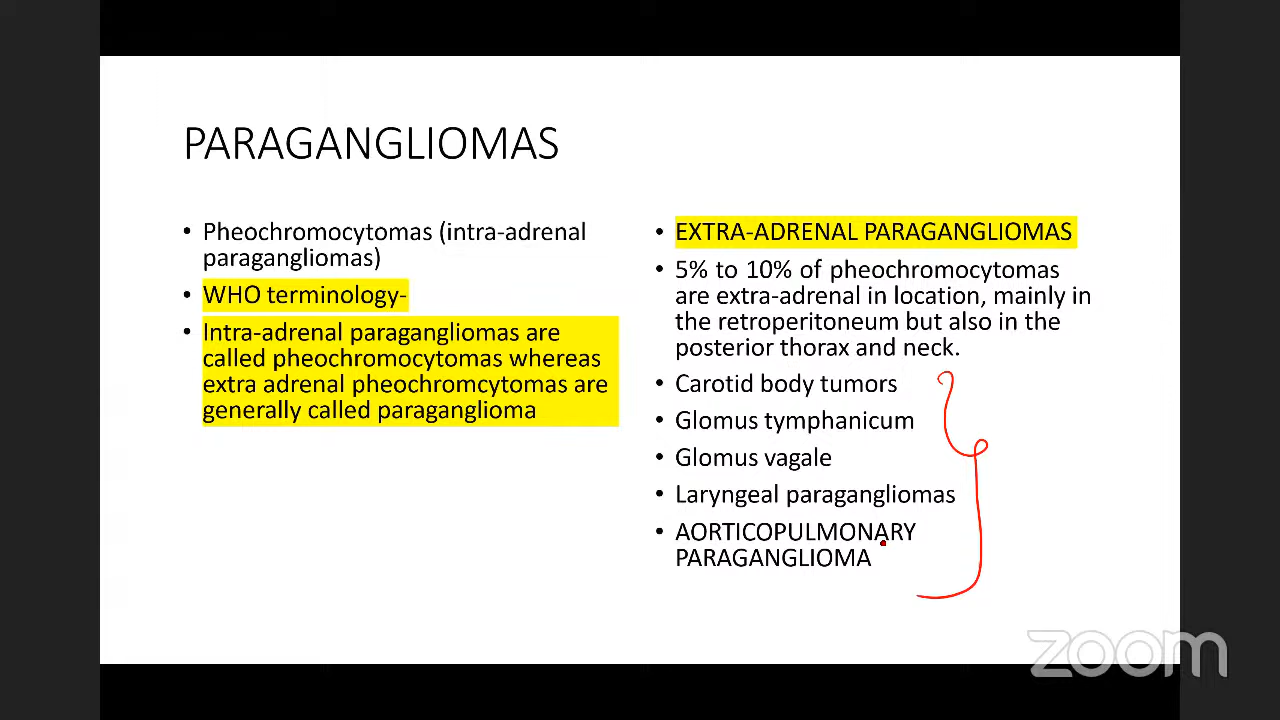 PARAGANGLIOMAS
• Pheochromocytomas (intra-adrenal
paragangliomas)
• WHO terminology-
• Intra-adrenal paragangliomas are
called pheochromocytomas whereas
extra adrenal pheochromcytomas are
generally called paraganglioma
• EXTRA-ADRENAL PARAGANGLIOMAS
• 5% to 10% of pheochromocytomas
are extra-adrenal in location, mainly in
the retroperitoneum but also in the
posterior thorax and neck.
• Carotid body tumors
• Glomus tymphanicum
• Glomus vagale
• Laryngeal paragangliomas
• AORTICOPULMONARY
PARAGANGLIOMA
zoom